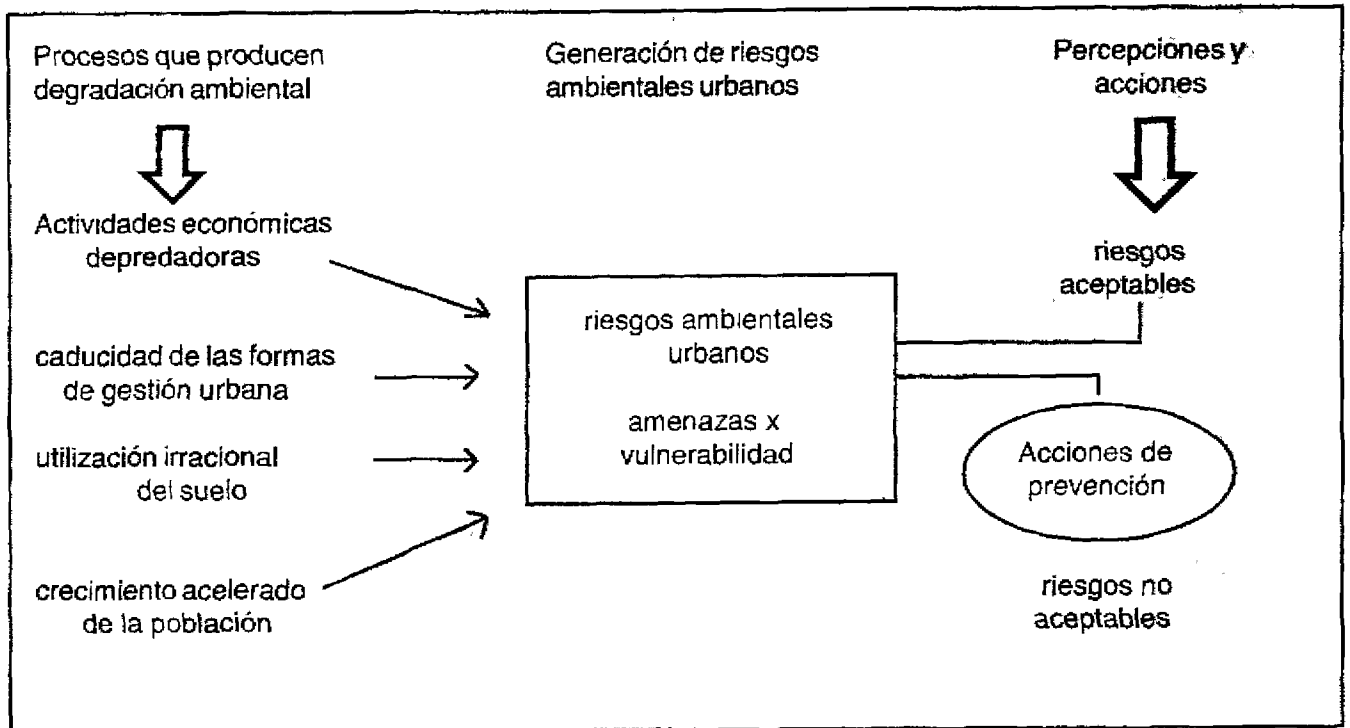 Procesos que producen
degradación ambiental
Generación de riesgos
ambientales urbanos
Percepciones y
acciones
Actividades económicas
depredadoras
caducidad de las formas
de gestión urbana
utilización irracional
del suelo
crecimiento acelerado
de la población
riesgos ambientales
urbanos
amenazas x
vulnerabilidad
riesgos
aceptables
Acciones de
prevención
riesgos no
aceptables